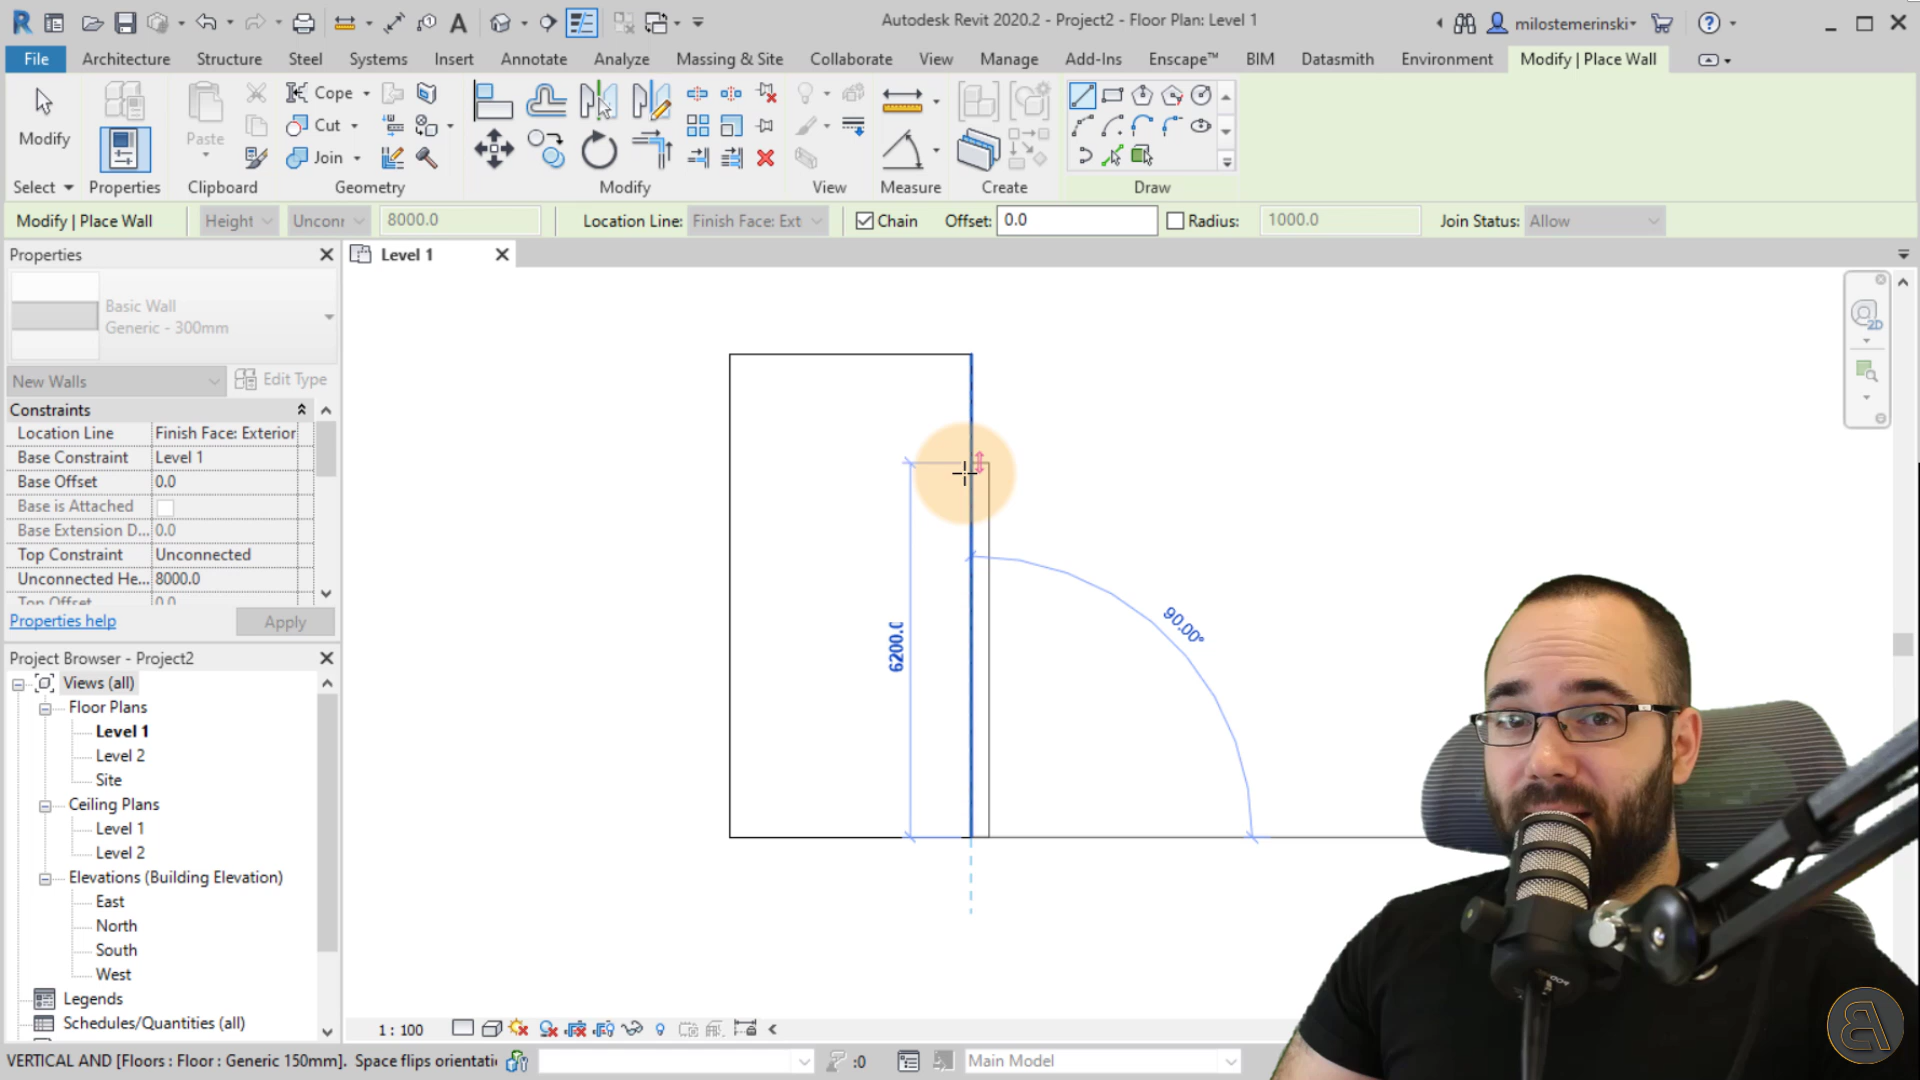 Autodesk Revit 2020.2 - Project2 - Floor Plan: Level 1
milostemerinski
File Architecture Structure Steel Systems Insert Annotate Analyze Massing & Site Collaborate View Manage Add-Ins Enscape™ BIM Datasmith Environment Modify | Place Wall
Modify
Paste
Cope
Cut
Join
Select Properties Clipboard Geometry Modify View Measure Create Draw
Modify | Place Wall Height Unconr 8000.0 Location Line: Finish Face: Ext Chain Offset: 0.0 Radius: 1000.0 Join Status: Allow
Properties
Level 1
Basic Wall
Generic - 300mm
New Walls Edit Type
Constraints
Location Line Finish Face: Exterior
Base Constraint Level 1
Base Offset 0.0
Base is Attached
Base Extension D... 0.0
Top Constraint Unconnected
Unconnected He... 8000.0
Top Offset 0.0
Properties help Apply
Project Browser - Project2
Views (all)
Floor Plans
Level 1
Level 2
Site
Ceiling Plans
Level 1
Level 2
Elevations (Building Elevation)
East
North
South
West
Legends
Schedules/Quantities (all)
6200.0
90.00°
2D
1 : 100
VERTICAL AND [Floors : Floor : Generic 150mm]. Space flips orientati
:0
Main Model